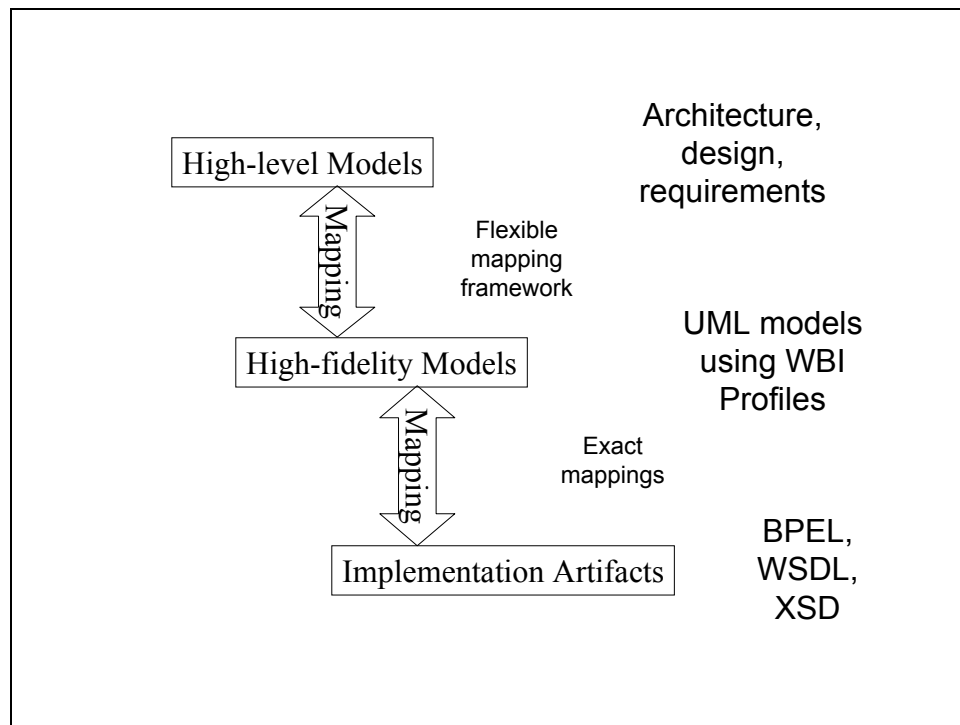 High-level Models
Architecture,
design,
requirements
Mapping
Flexible
mapping
framework
High-fidelity Models
UML models
using WBI
Profiles
Mapping
Exact
mappings
Implementation Artifacts
BPEL,
WSDL,
XSD